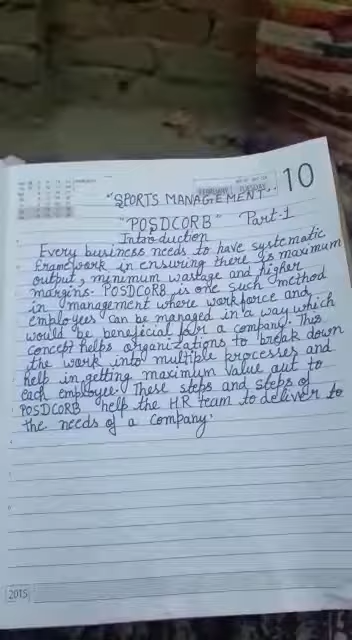 FEBRUARY TUESDAY 10
"SPORTS MANAGEMENT"
"POSDCORB" Part-1
Introduction
Every business needs to have systematic
framework in ensuring there is maximum
output, minimum wastage and higher
margins. POSDCORB is one such method
in management where workforce and
employees can be managed in a way which
would be beneficial for a company. This
concept helps organizations to break down
the work into multiple processes and
help in getting maximum value out to
each employee. These steps and steps of
POSDCORB help the HR team to deliver to
the needs of a company.
2015